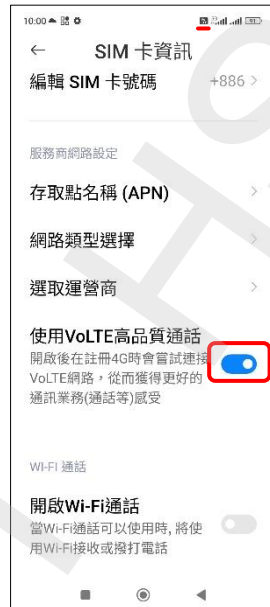 10:00
SIM 卡資訊
編輯 SIM 卡號碼 +886
服務商網路設定
存取點名稱 (APN)
網路類型選擇
選取運營商
使用VoLTE高品質通話
開啟後在註冊4G時會嘗試連接
VoLTE網路，從而獲得更好的
通訊業務(通話等)感受
WI-FI 通話
開啟Wi-Fi通話
當Wi-Fi通話可以使用時, 將使
用Wi-Fi接收或撥打電話